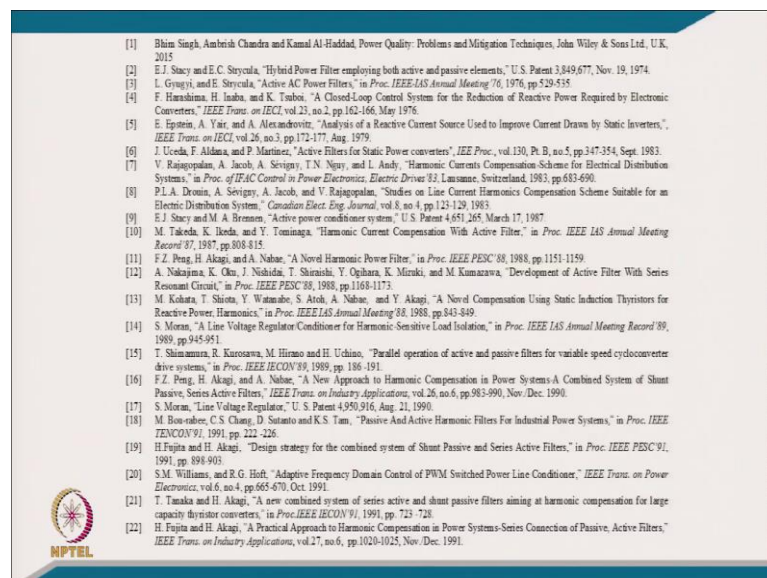 [1] Bhim Singh, Ambrish Chandra and Kamal Al-Haddad, Power Quality: Problems and Mitigation Techniques, John Wiley & Sons Ltd., U.K,
2015
[2] E.J. Stacy and E.C. Strycula, “Hybrid Power Filter employing both active and passive elements,” U.S. Patent 3,849,677, Nov. 19, 1974.
[3] L. Gyugyi, and E. Strycula, “Active AC Power Filters,” in Proc. IEEE-IAS Annual Meeting '76, 1976, pp.529-535.
[4] F. Harashima, H. Inaba, and K. Tsuboi, “A Closed-Loop Control System for the Reduction of Reactive Power Required by Electronic
Converters,” IEEE Trans. on IECI, vol.23, no.2, pp.162-166, May 1976.
[5] E. Epstein, A. Yair, and A. Alexandrovitz, “Analysis of a Reactive Current Source Used to Improve Current Drawn by Static Inverters,”,
IEEE Trans. on IECI, vol.26, no.3, pp.172-177, Aug. 1979.
[6] J. Uceda, F. Aldana, and P. Martinez, “Active Filters for Static Power converters”, IEE Proc., vol.130, Pt. B, no.5, pp.347-354, Sept. 1983.
[7] V. Rajagopalan, A. Jacob, A. Sévigny, T.N. Nguy, and L. Andy, “Harmonic Currents Compensation-Scheme for Electrical Distribution
Systems,” in Proc. of IFAC Control in Power Electronics, Electric Drives'83, Lausanne, Switzerland, 1983, pp.683-690.
[8] P.L.A. Drouin, A. Sévigny, A. Jacob, and V. Rajagopalan, “Studies on Line Current Harmonics Compensation Scheme Suitable for an
Electric Distribution System,” Canadian Elect. Eng. Journal, vol.8, no.4, pp.123-129, 1983.
[9] E.J. Stacy and M. A. Brennen, “Active power conditioner system,” U.S. Patent 4,651,265, March 17, 1987.
[10] M. Takeda, K. Ikeda, and Y. Tominaga, “Harmonic Current Compensation With Active Filter,” in Proc. IEEE IAS Annual Meeting
Record'87, 1987, pp.808-815.
[11] F.Z. Peng, H. Akagi, and A. Nabae, “A Novel Harmonic Power Filter,” in Proc. IEEE PESC'88, 1988, pp.1151-1159.
[12] A. Nakajima, K. Oku, J. Nishidai, T. Shiraishi, Y. Ogihara, K. Mizuki, and M. Kumazawa, “Development of Active Filter With Series
Resonant Circuit,” in Proc. IEEE PESC'88, 1988, pp.1168-1173.
[13] M. Kohata, T. Shiota, Y. Watanabe, S. Atoh, A. Nabae, and Y. Akagi, “A Novel Compensation Using Static Induction Thyristors for
Reactive Power, Harmonics,” in Proc. IEEE IAS Annual Meeting'88, 1988, pp.843-849.
[14] S. Moran, “A Line Voltage Regulator/Conditioner for Harmonic-Sensitive Load Isolation,” in Proc. IEEE IAS Annual Meeting Record'89,
1989, pp.945-951.
[15] T. Shimamura, R. Kurosawa, M. Hirano and H. Uchino, “Parallel operation of active and passive filters for variable speed cycloconverter
drive systems,” in Proc. IEEE IECON'89, 1989, pp. 186 -191.
[16] F.Z. Peng, H. Akagi, and A. Nabae, “A New Approach to Harmonic Compensation in Power Systems-A Combined System of Shunt
Passive, Series Active Filters,” IEEE Trans. on Industry Applications, vol.26, no.6, pp.983-990, Nov./Dec. 1990.
[17] S. Moran, “Line Voltage Regulator,” U. S. Patent 4,950,916, Aug. 21, 1990.
[18] M. Bou-rabee, C.S. Chang, D. Sutanto and K.S. Tam, “Passive And Active Harmonic Filters For Industrial Power Systems,” in Proc. IEEE
TENCON'91, 1991, pp. 222 -226.
[19] H.Fujita and H. Akagi, “Design strategy for the combined system of Shunt Passive and Series Active Filters,” in Proc. IEEE PESC'91,
1991, pp. 898-903.
[20] S.M. Williams, and R.G. Hoft, “Adaptive Frequency Domain Control of PWM Switched Power Line Conditioner,” IEEE Trans. on Power
Electronics, vol.6, no.4, pp.665-670, Oct. 1991.
[21] T. Tanaka and H. Akagi, “A new combined system of series active and shunt passive filters aiming at harmonic compensation for large
capacity thyristor converters,” in Proc.IEEE IECON'91, 1991, pp. 723 -728.
[22] H. Fujita and H. Akagi, “A Practical Approach to Harmonic Compensation in Power Systems-Series Connection of Passive, Active Filters,”
IEEE Trans. on Industry Applications, vol.27, no.6, pp.1020-1025, Nov./Dec. 1991.
NPTEL